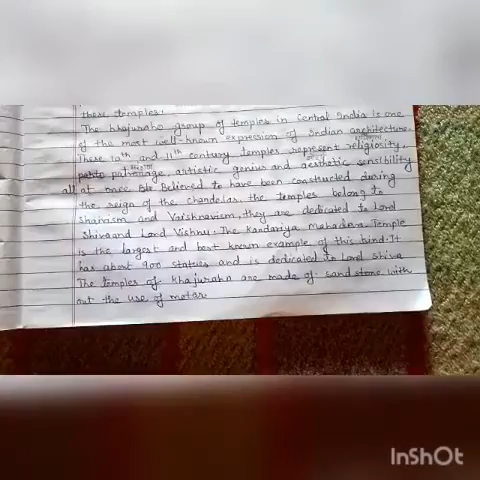 these temples.
The khajuraho group of temples in Central India is one
of the most well-known expression of Indian architecture.
These 10th and 11th century temples represent religiosity,
patronage, artistic genius and aesthetic sensibility
all at once. Believed to have been constucted during
the reign of the chandelas. the temples belong to
Shaivism and Vaishnavism, they are dedicated to Lord
Shiva and Lord Vishnu. The Kandariya Mahadeva Temple
is the largest and best known example of this kind. It
has about 900 statues and is dedicated to Lord Shiva
The temples of Khajuraho are made of sand stone with
out the use of motar.
InShOt